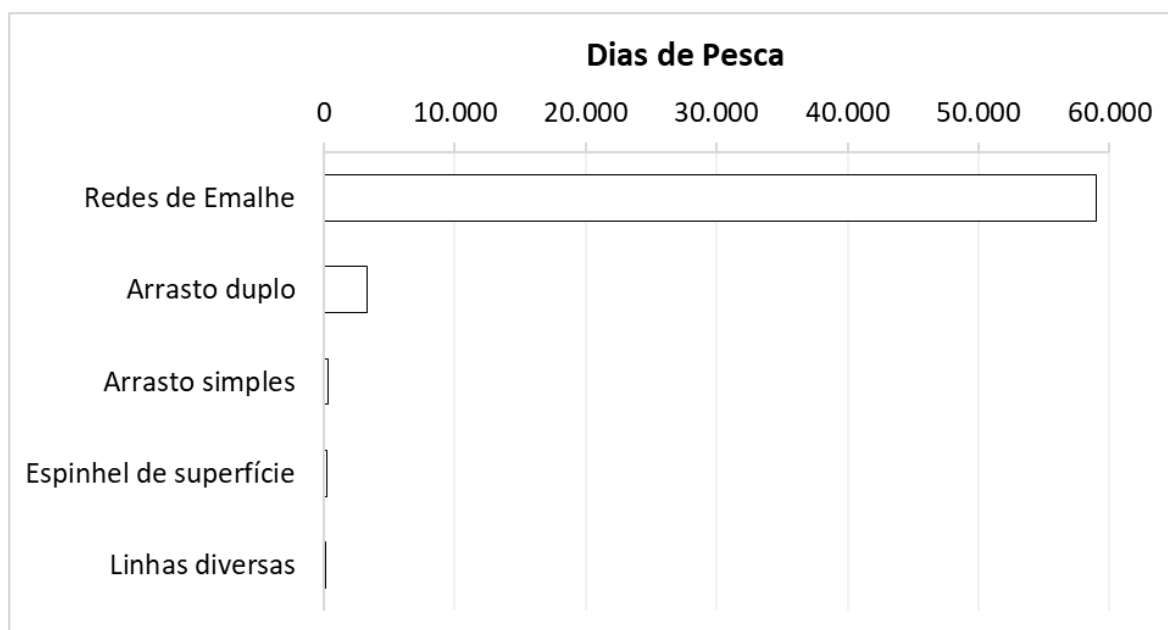 Dias de Pesca
0 10.000 20.000 30.000 40.000 50.000 60.000
Redes de Emalhe
Arrasto duplo
Arrasto simples
Espinhel de superfície
Linhas diversas